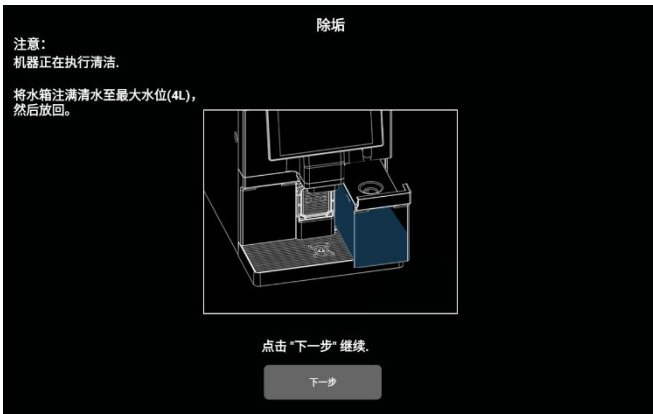 除垢
注意：
机器正在执行清洁.
将水箱注满清水至最大水位(4L)，
然后放回。
点击 "下一步" 继续.
下一步